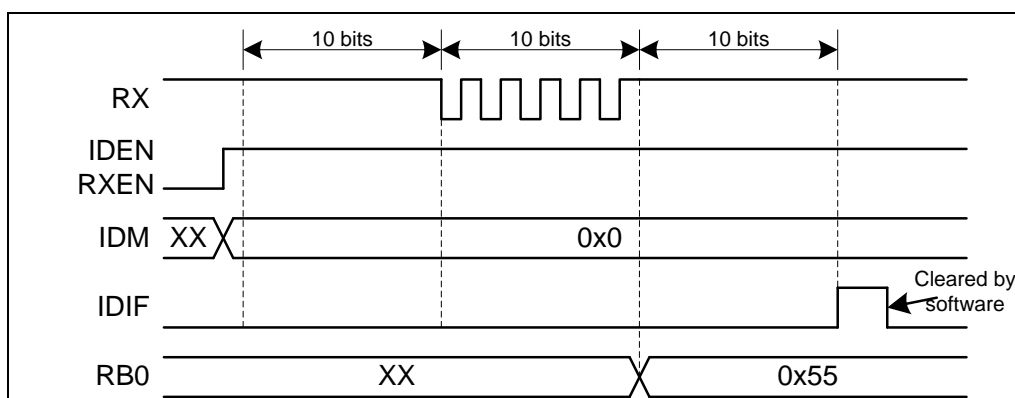 10 bits 10 bits 10 bits
RX
IDEN
RXEN
IDM XX 0x0
IDIF Cleared by
software
RB0 XX 0x55